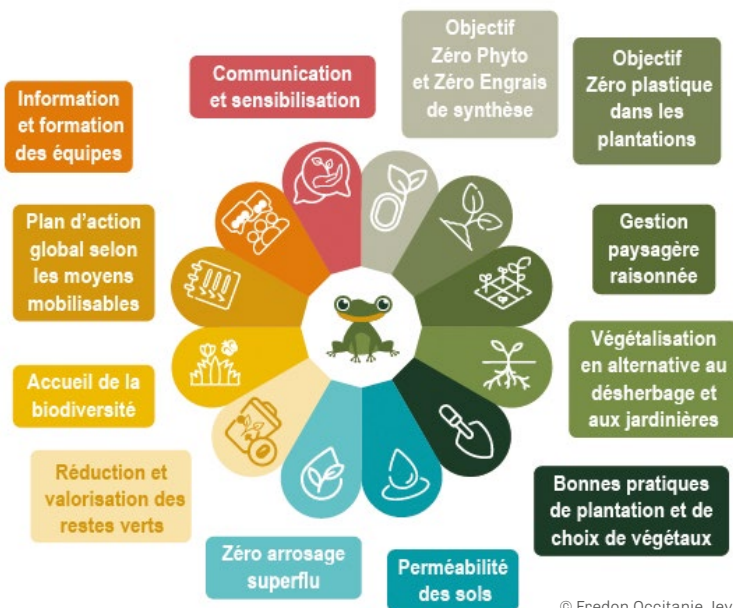 Communication
et sensibilisation
Objectif
Zéro Phyto
et Zéro Engrais
de synthèse
Objectif
Zéro plastique
dans les
plantations
Gestion
paysagère
raisonnée
Végétalisation
en alternative au
désherbage et
aux jardinières
Bonnes pratiques
de plantation et de
choix de végétaux
Perméabilité
des sols
Zéro arrosage
superflu
Réduction et
valorisation des
restes verts
Accueil de la
biodiversité
Plan d’action
global selon
les moyens
mobilisables
Information
et formation
des équipes
© Fredon Occitanie